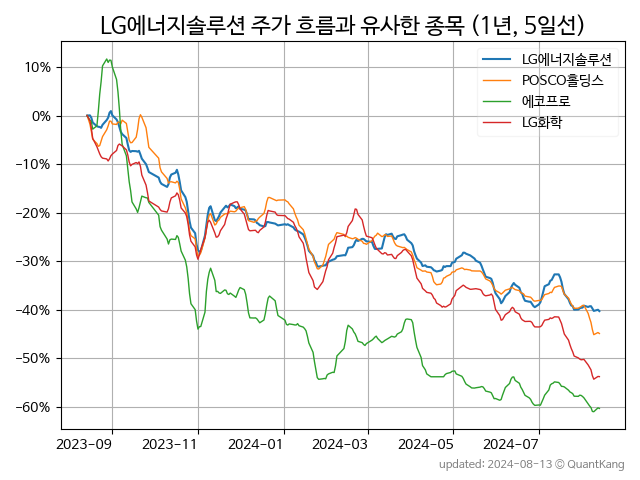 LG에너지솔루션 주가 흐름과 유사한 종목 (1년, 5일선)
LG에너지솔루션
POSCO홀딩스
에코프로
LG화학
10%
0%
-10%
-20%
-30%
-40%
-50%
-60%
2023-09
2023-11
2024-01
2024-03
2024-05
2024-07
updated: 2024-08-13 © QuantKang